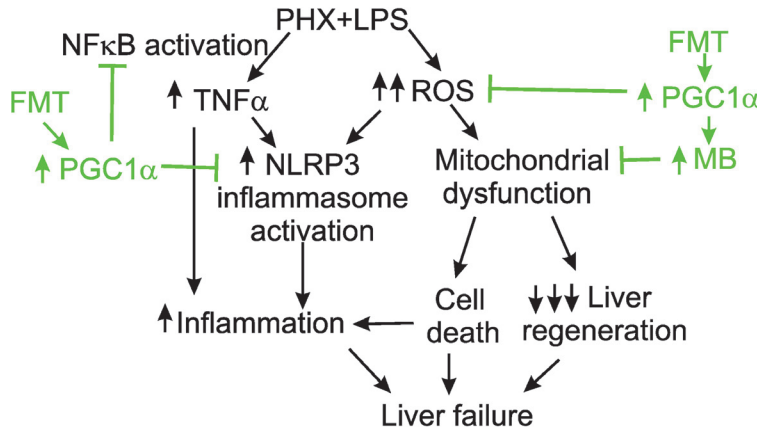 PHX+LPS
NFκB activation
FMT
↑ TNFα
↑↑ ROS
↑ PGC1α
FMT
↑ PGC1α
↑ NLRP3
inflammasome
activation
Mitochondrial
dysfunction
↑ MB
↑ Inflammation
Cell
death
↓↓↓ Liver
regeneration
Liver failure